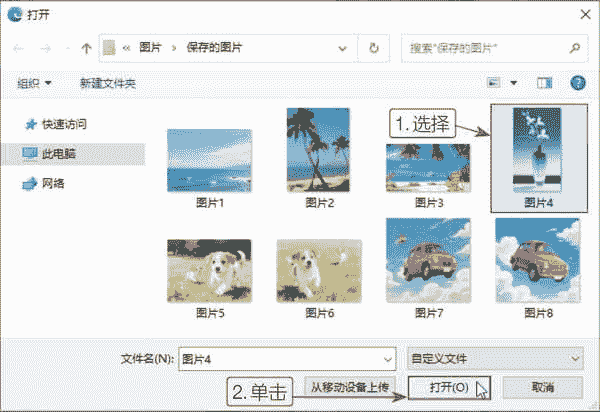 打开
« 图片 › 保存的图片
搜索"保存的图片"
组织 新建文件夹
快速访问
此电脑
网络
1.选择
图片1 图片2 图片3 图片4
图片5 图片6 图片7 图片8
文件名(N): 图片4 自定义文件
2.单击 从移动设备上传 打开(O) 取消